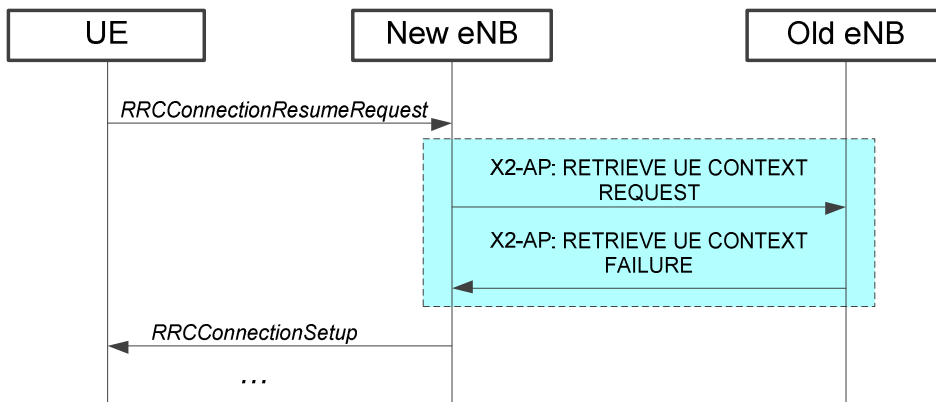 UE
New eNB
Old eNB
RRCConnectionResumeRequest
X2-AP: RETRIEVE UE CONTEXT
REQUEST
X2-AP: RETRIEVE UE CONTEXT
FAILURE
RRCConnectionSetup
...